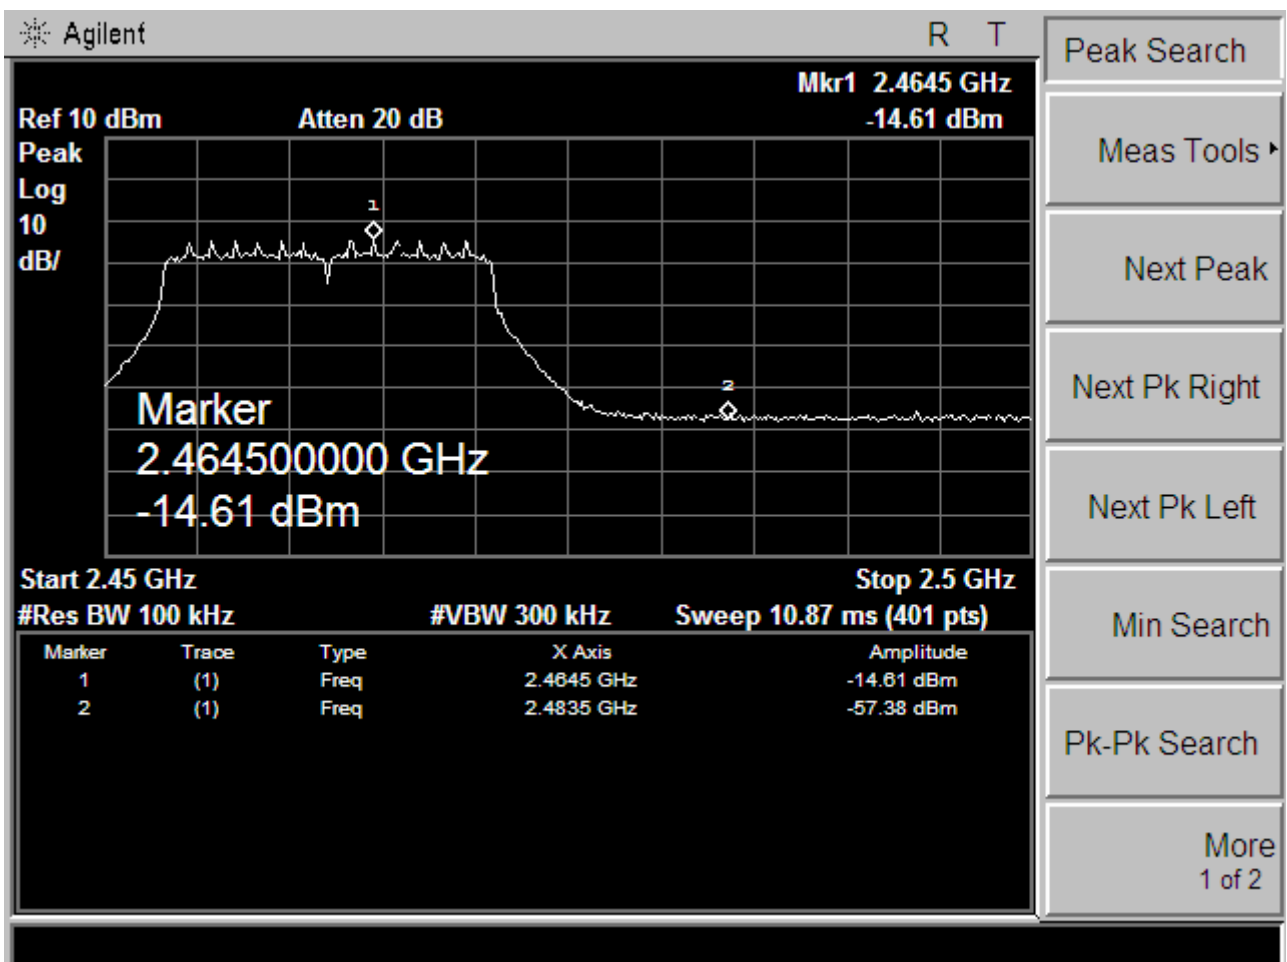 Agilent R T
Peak Search
Mkr1 2.4645 GHz
Ref 10 dBm Atten 20 dB -14.61 dBm
Peak
Log
10
dB/
1
2
Marker
2.464500000 GHz
-14.61 dBm
Start 2.45 GHz Stop 2.5 GHz
#Res BW 100 kHz #VBW 300 kHz Sweep 10.87 ms (401 pts)
Marker Trace Type X Axis Amplitude
1 (1) Freq 2.4645 GHz -14.61 dBm
2 (1) Freq 2.4835 GHz -57.38 dBm
Meas Tools
Next Peak
Next Pk Right
Next Pk Left
Min Search
Pk-Pk Search
More
1 of 2